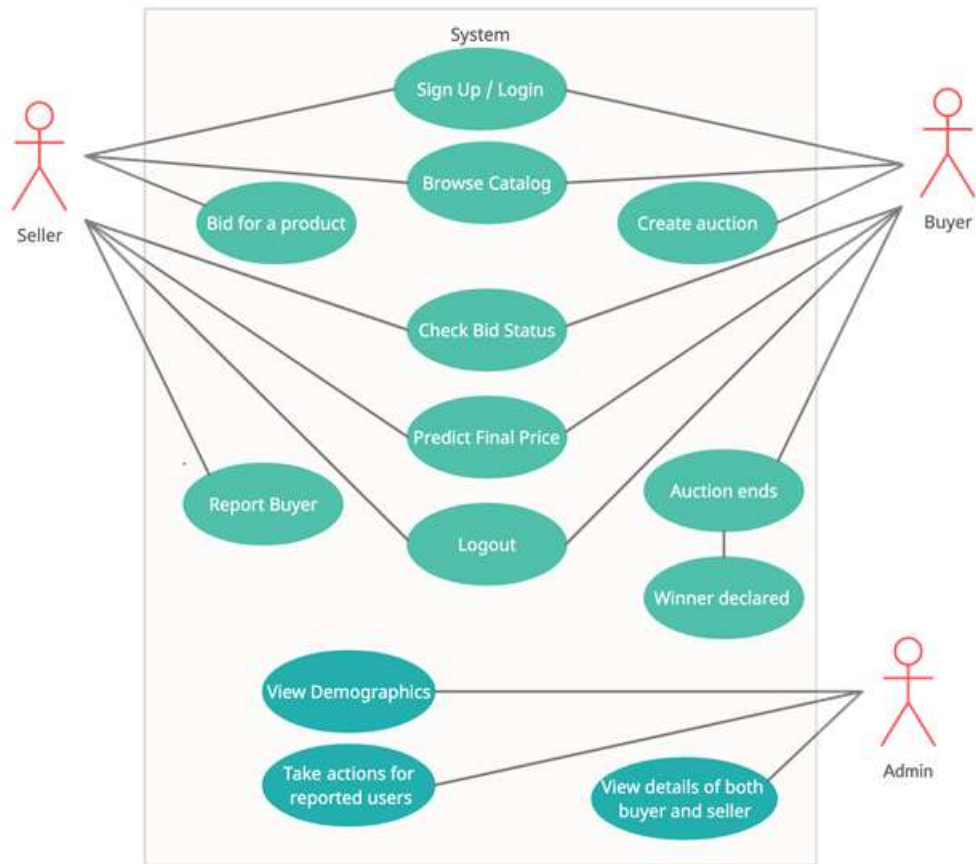 System
Sign Up / Login
Browse Catalog
Seller
Bid for a product
Create auction
Buyer
Check Bid Status
Predict Final Price
Report Buyer
Auction ends
Logout
Winner declared
View Demographics
Take actions for
reported users
View details of both
buyer and seller
Admin